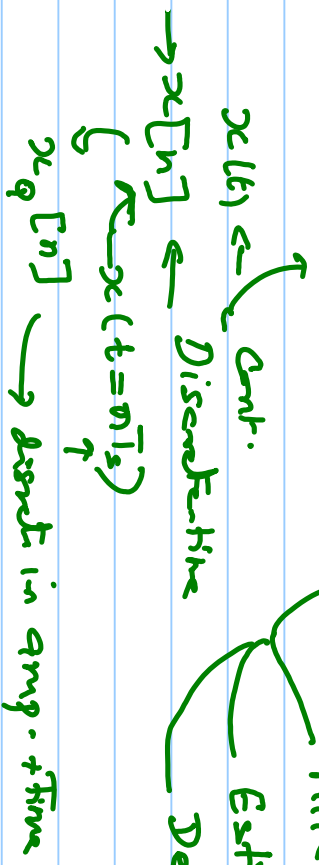 x(t) ← Cont.
→ x[n] ← Discrete-time
x(t = nTs)
xq[n] → discrete in amp. + time
Est
De